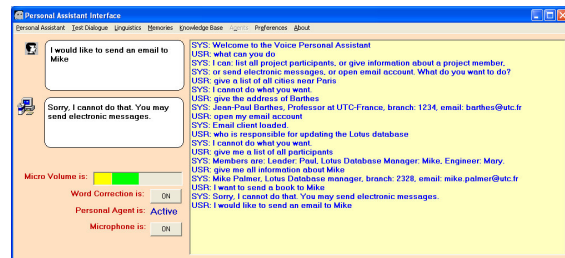 Personal Assistant Interface
Personal Assistant Test Dialogue Linguistics Memories Knowledge Base Agents Preferences About
I would like to send an email to
Mike
Sorry, I cannot do that. You may
send electronic messages.
Micro Volume is:
Word Correction is: ON
Personal Agent is: Active
Microphone is: ON
SYS: Welcome to the Voice Personal Assistant
USR: what can you do
SYS: I can: list all project participants, or give information about a project member,
SYS: or send electronic messages, or open email account. What do you want to do?
USR: give a list of all cities near Paris
SYS: I cannot do what you want.
USR: give the address of Barthes
SYS: Jean-Paul Barthes, Professor at UTC-France, branch: 1234, email: barthes@utc.fr
USR: open my email account
SYS: Email client loaded.
USR: who is responsible for updating the Lotus database
SYS: I cannot do what you want.
USR: give me a list of all participants
SYS: Members are: Leader: Paul, Lotus Database Manager: Mike, Engineer: Mary.
USR: give me all information about Mike
SYS: Mike Palmer, Lotus Database manager, branch: 2328, email: mike.palmer@utc.fr
USR: I want to send a book to Mike
SYS: Sorry, I cannot do that. You may send electronic messages.
USR: I would like to send an email to Mike